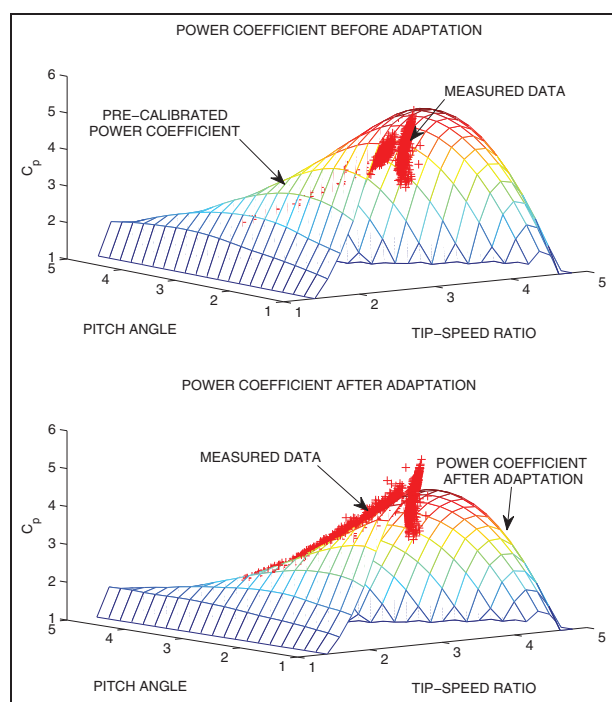 POWER COEFFICIENT BEFORE ADAPTATION
6
5
4
3
2
1
Cp
PRE−CALIBRATED
POWER COEFFICIENT
MEASURED
DATA
5
4
3
2
1
PITCH ANGLE
1
2
3
4
5
TIP−SPEED RATIO
POWER COEFFICIENT AFTER ADAPTATION
6
5
4
3
2
1
Cp
MEASURED DATA
POWER COEFFICIENT
AFTER ADAPTATION
5
4
3
2
1
PITCH ANGLE
1
2
3
4
5
TIP−SPEED RATIO